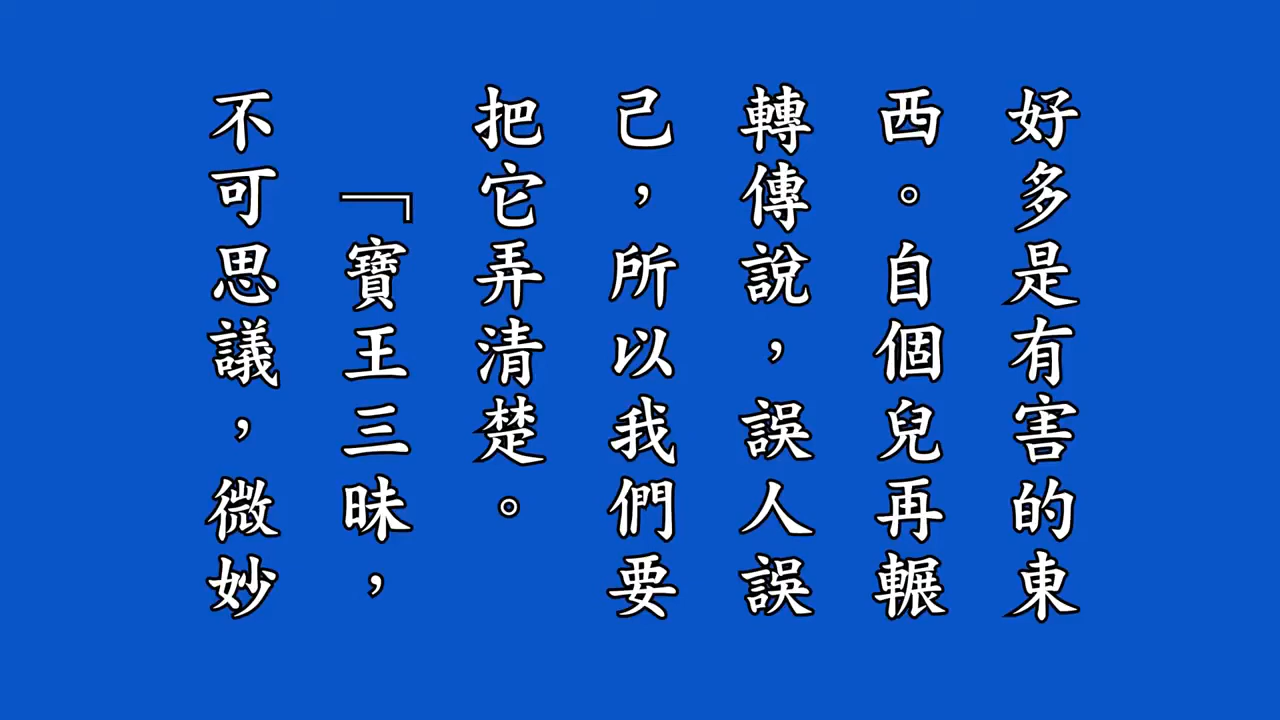 好多是有害的東
西。自個兒再輾
轉傳說，誤人誤
己，所以我們要
把它弄清楚。
「寶王三昧，
不可思議，微妙